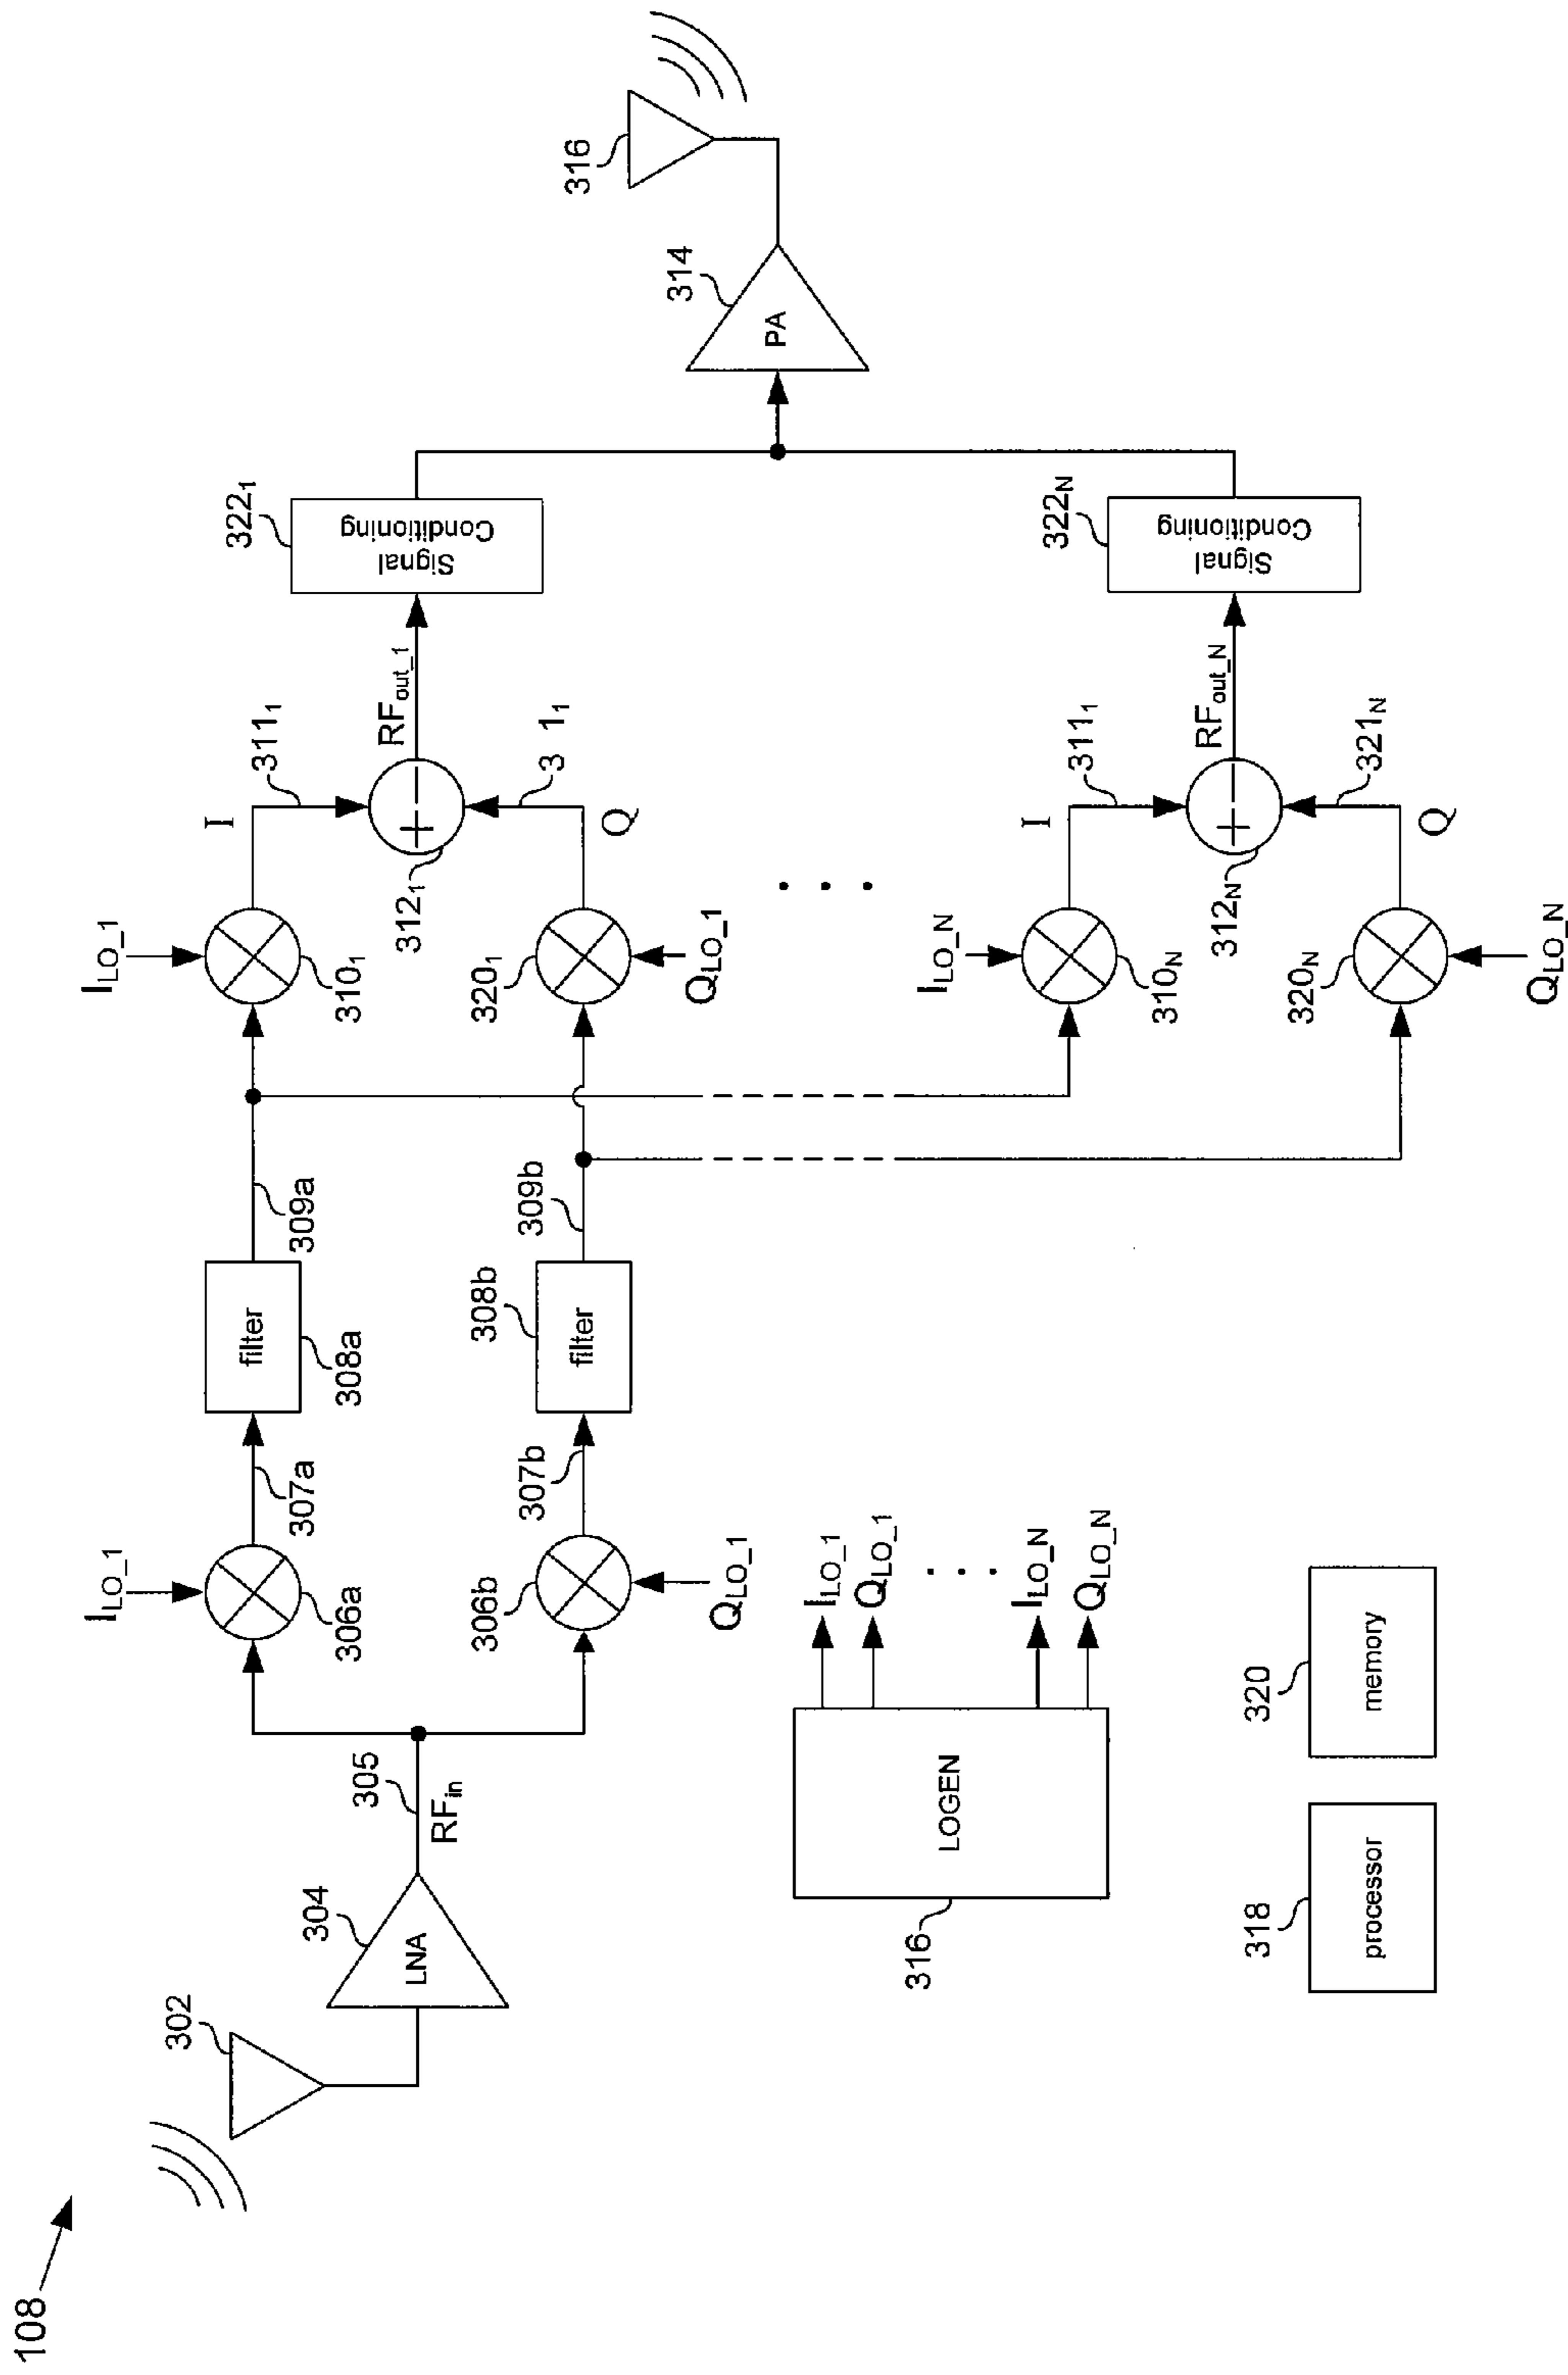 108
302
304
LNA
305
RF_in
I_LO_1
306a
307a
filter
308a
309a
I_LO_1
310_1
I
311_1
312_1
+
RF_out_1
322_1
Signal
Conditioning
306b
Q_LO_1
307b
308b
filter
309b
320_1
Q_LO_1
Q
3 1_1
314
PA
316
. . .
I_LO_N
310_N
I
311_1
312_N
+
RF_out_N
322_N
Signal
Conditioning
320_N
Q_LO_N
Q
321_N
316
LOGEN
I_LO_1
Q_LO_1
. . .
I_LO_N
Q_LO_N
318
processor
320
memory